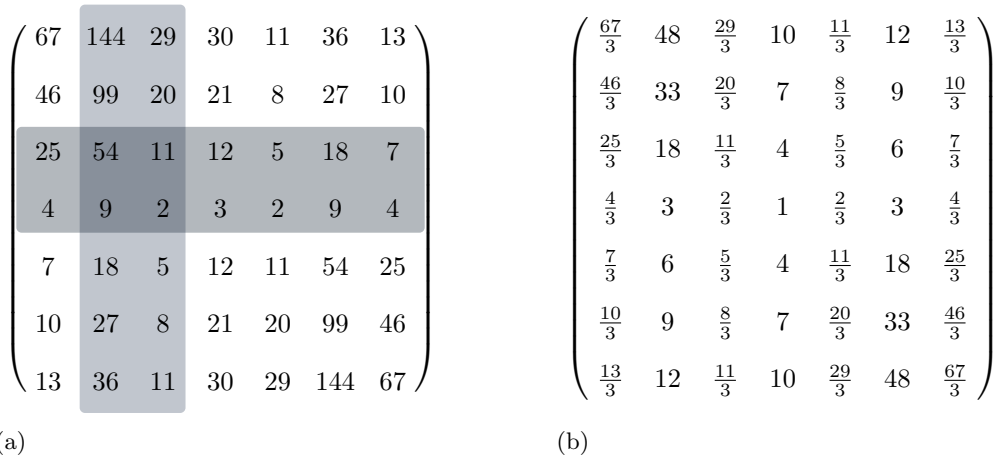 67 144 29 30 11 36 13
46 99 20 21 8 27 10
25 54 11 12 5 18 7
4 9 2 3 2 9 4
7 18 5 12 11 54 25
10 27 8 21 20 99 46
13 36 11 30 29 144 67
(a)
67/3 48 29/3 10 11/3 12 13/3
46/3 33 20/3 7 8/3 9 10/3
25/3 18 11/3 4 5/3 6 7/3
4/3 3 2/3 1 2/3 3 4/3
7/3 6 5/3 4 11/3 18 25/3
10/3 9 8/3 7 20/3 33 46/3
13/3 12 11/3 10 29/3 48 67/3
(b)